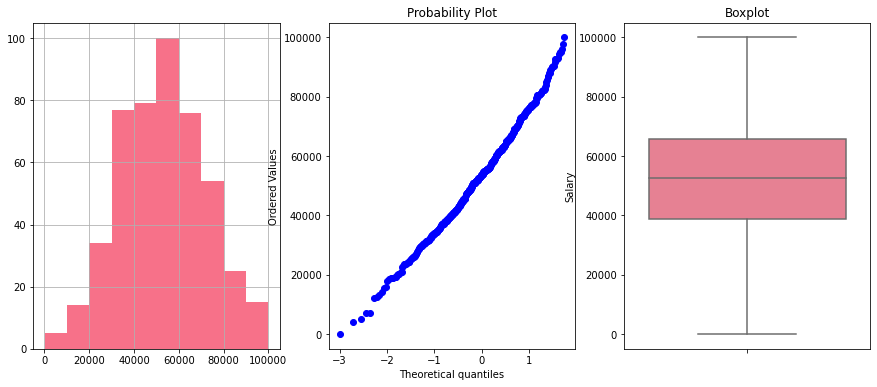 100
80
60
40
20
0
0 20000 40000 60000 80000 100000
Probability Plot
Ordered Values
100000
80000
60000
40000
20000
0
−3 −2 −1 0 1
Theoretical quantiles
Boxplot
Salary
100000
80000
60000
40000
20000
0